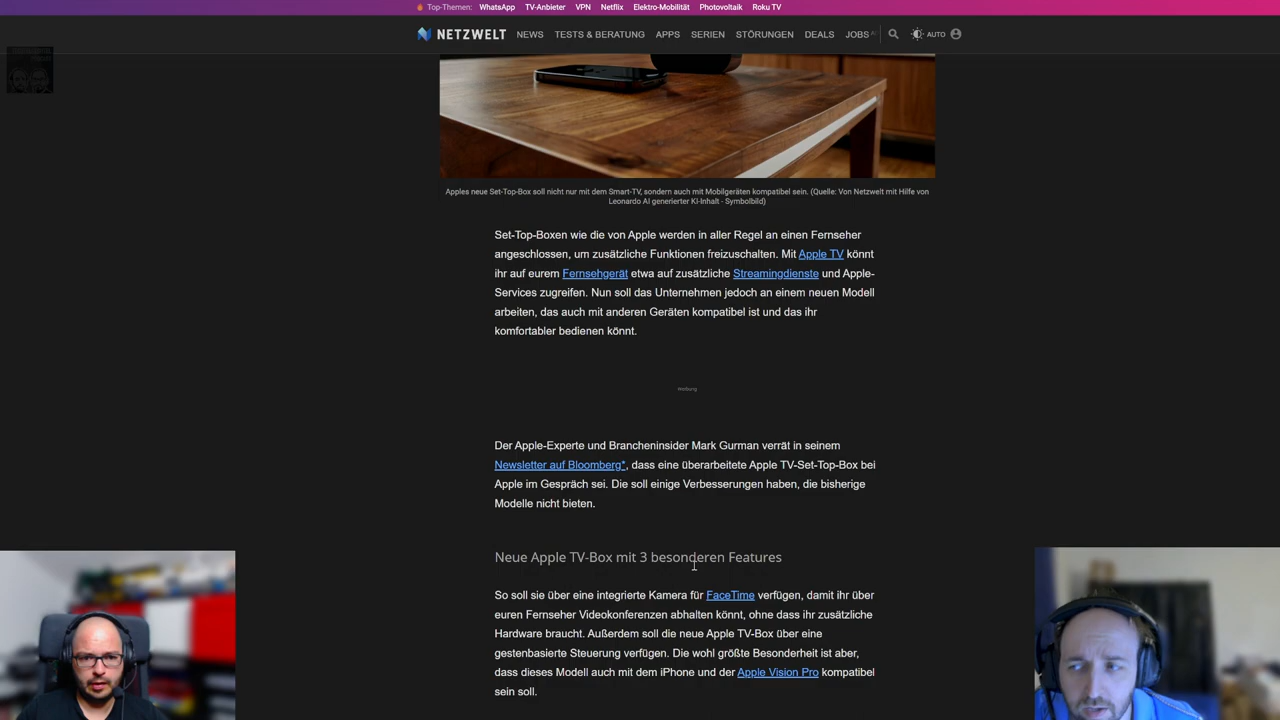 Top-Themen: WhatsApp TV-Anbieter VPN Netflix Elektro-Mobilität Photovoltaik Roku TV
NETZWELT NEWS TESTS & BERATUNG APPS SERIEN STÖRUNGEN DEALS JOBS AUTO
Apples neue Set-Top-Box soll nicht nur mit dem Smart-TV, sondern auch mit Mobilgeräten kompatibel sein. (Quelle: Von Netzwelt mit Hilfe von
Leonardo AI generierter KI-Inhalt - Symbolbild)
Set-Top-Boxen wie die von Apple werden in aller Regel an einen Fernseher
angeschlossen, um zusätzliche Funktionen freizuschalten. Mit Apple TV könnt
ihr auf eurem Fernsehgerät etwa auf zusätzliche Streamingdienste und Apple-
Services zugreifen. Nun soll das Unternehmen jedoch an einem neuen Modell
arbeiten, das auch mit anderen Geräten kompatibel ist und das ihr
komfortabler bedienen könnt.
Werbung
Der Apple-Experte und Brancheninsider Mark Gurman verrät in seinem
Newsletter auf Bloomberg*, dass eine überarbeitete Apple TV-Set-Top-Box bei
Apple im Gespräch sei. Die soll einige Verbesserungen haben, die bisherige
Modelle nicht bieten.
Neue Apple TV-Box mit 3 besonderen Features
So soll sie über eine integrierte Kamera für FaceTime verfügen, damit ihr über
euren Fernseher Videokonferenzen abhalten könnt, ohne dass ihr zusätzliche
Hardware braucht. Außerdem soll die neue Apple TV-Box über eine
gestenbasierte Steuerung verfügen. Die wohl größte Besonderheit ist aber,
dass dieses Modell auch mit dem iPhone und der Apple Vision Pro kompatibel
sein soll.